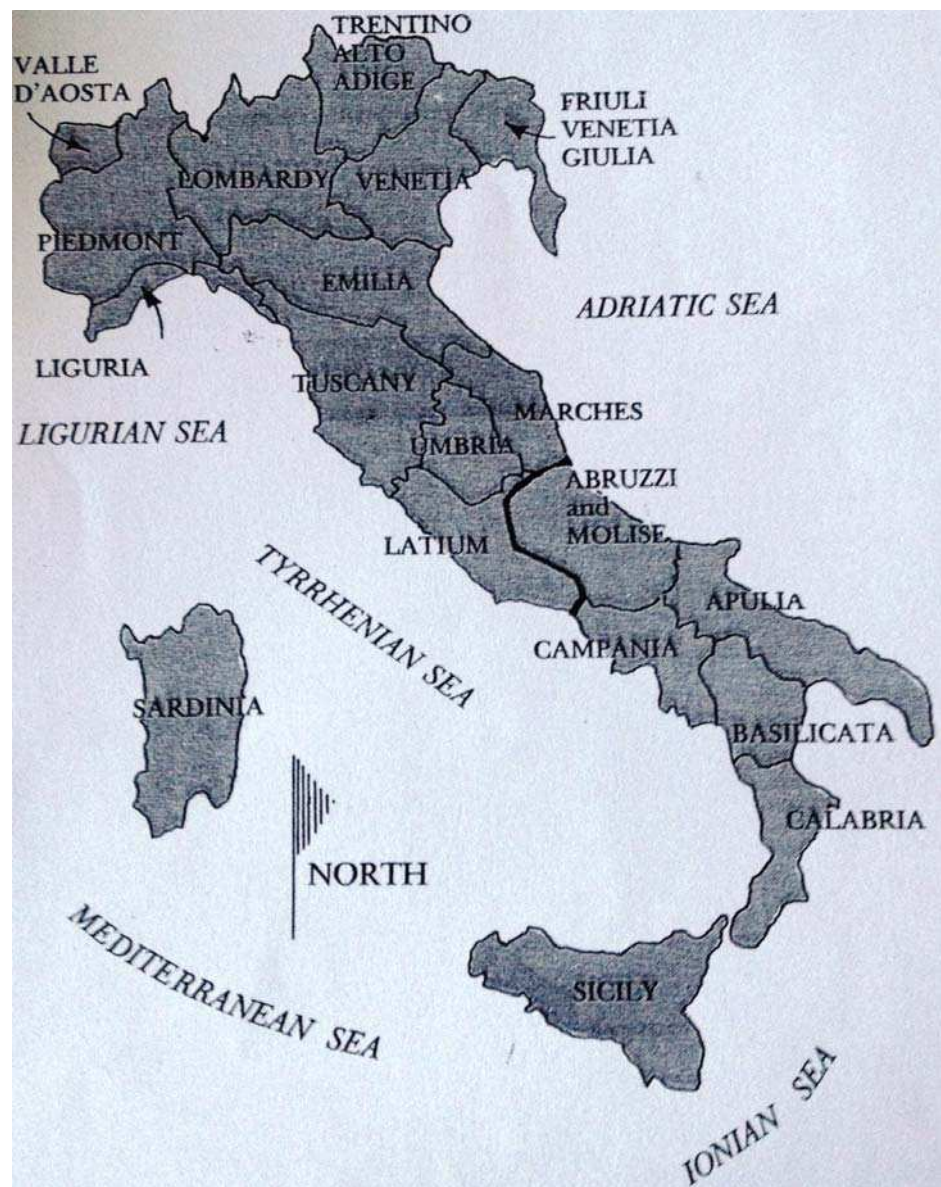 TRENTINO
ALTO
ADIGE
VALLE
D'AOSTA
FRIULI
VENETIA
GIULIA
LOMBARDY
VENETIA
PIEDMONT
EMILIA
ADRIATIC SEA
LIGURIA
TUSCANY
MARCHES
LIGURIAN SEA
UMBRIA
ABRUZZI
and
MOLISE
LATIUM
TYRRHENIAN SEA
APULIA
CAMPANIA
SARDINIA
BASILICATA
CALABRIA
NORTH
MEDITERRANEAN SEA
SICILY
IONIAN SEA